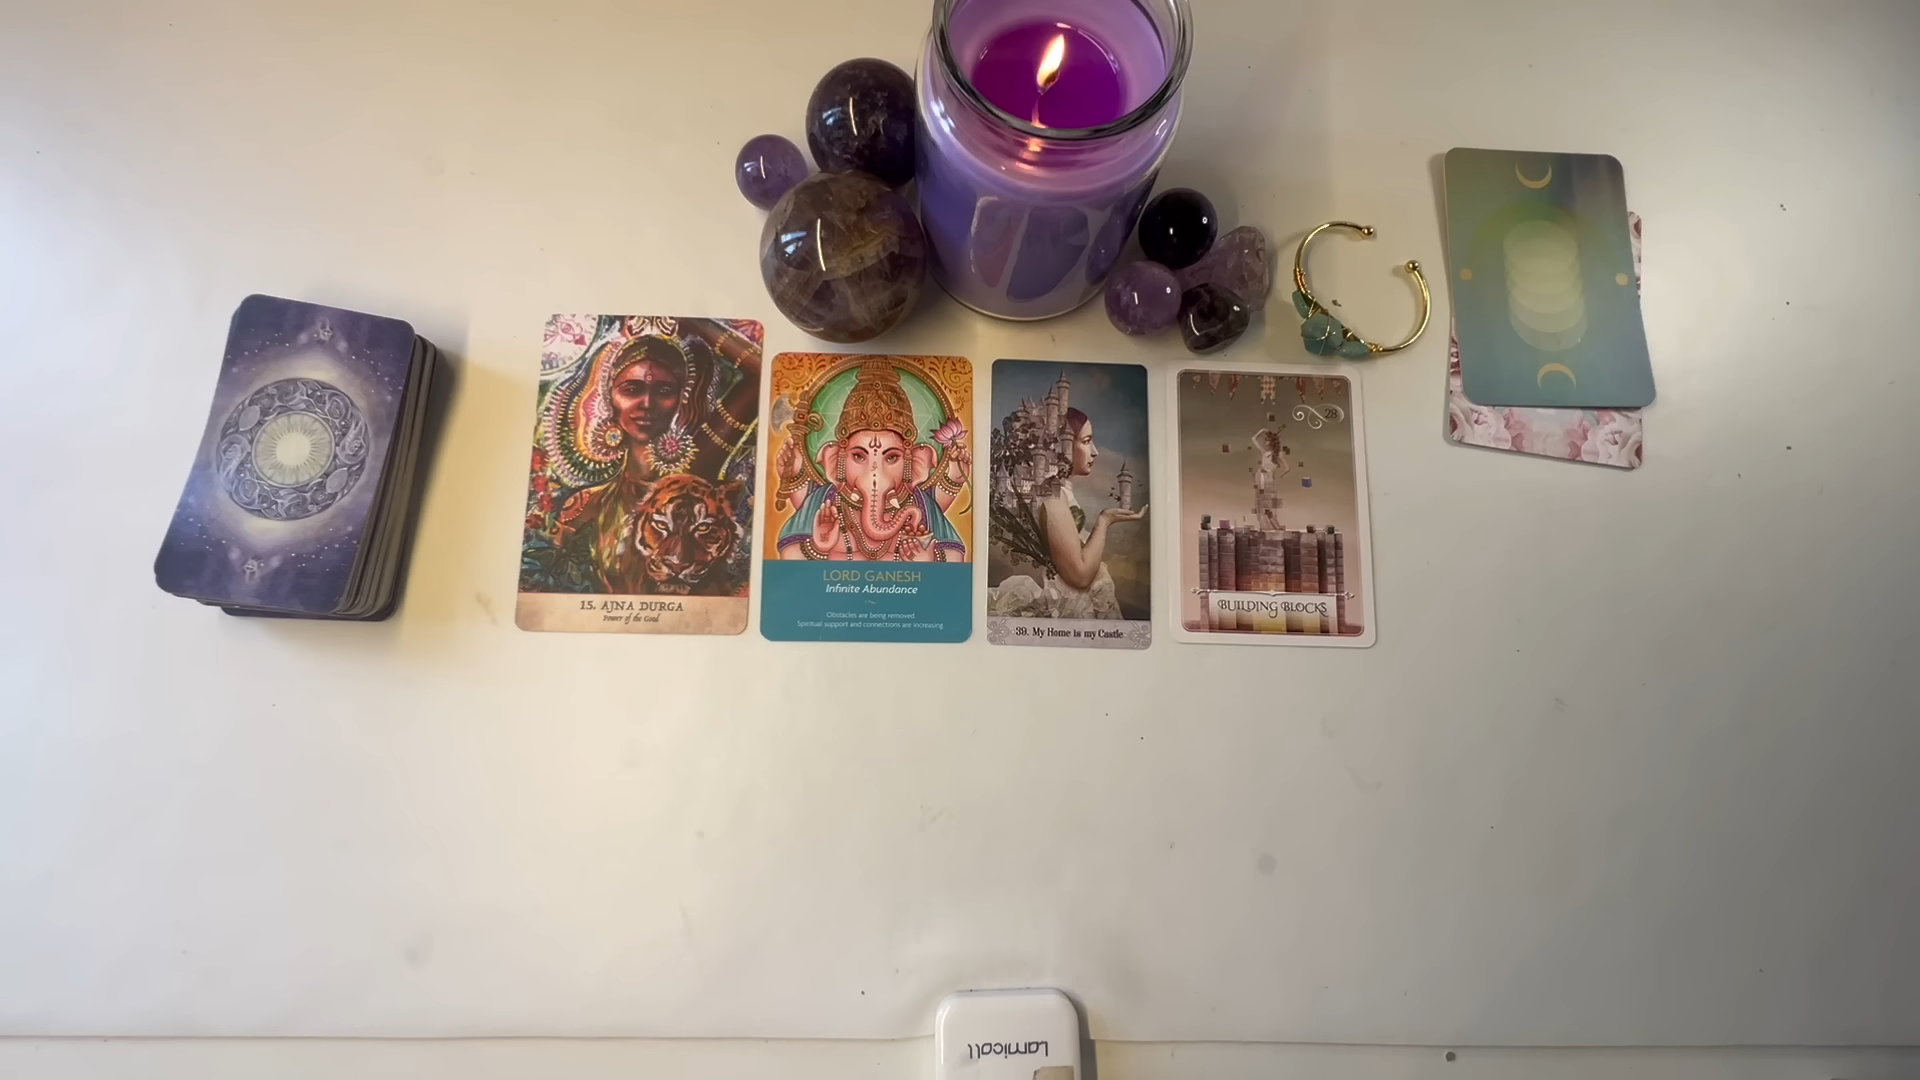 15. AJNA DURGA
Power of the Goal
LORD GANESH
Infinite Abundance
Obstacles are being removed
Spiritual support and connections are increasing
39. My Home is my Castle
28
BUILDING BLOCKS
Lamicall